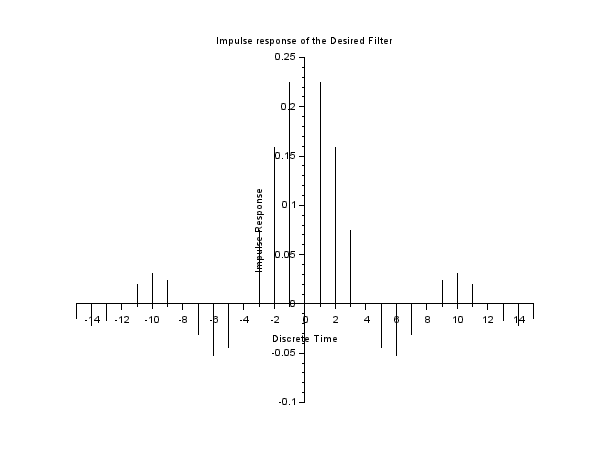 Impulse response of the Desired Filter
0.25
0.2
0.15
0.1
0.05
0
-0.05
-0.1
Impulse Response
-14 -12 -10 -8 -6 -4 -2 0 2 4 6 8 10 12 14
Discrete Time